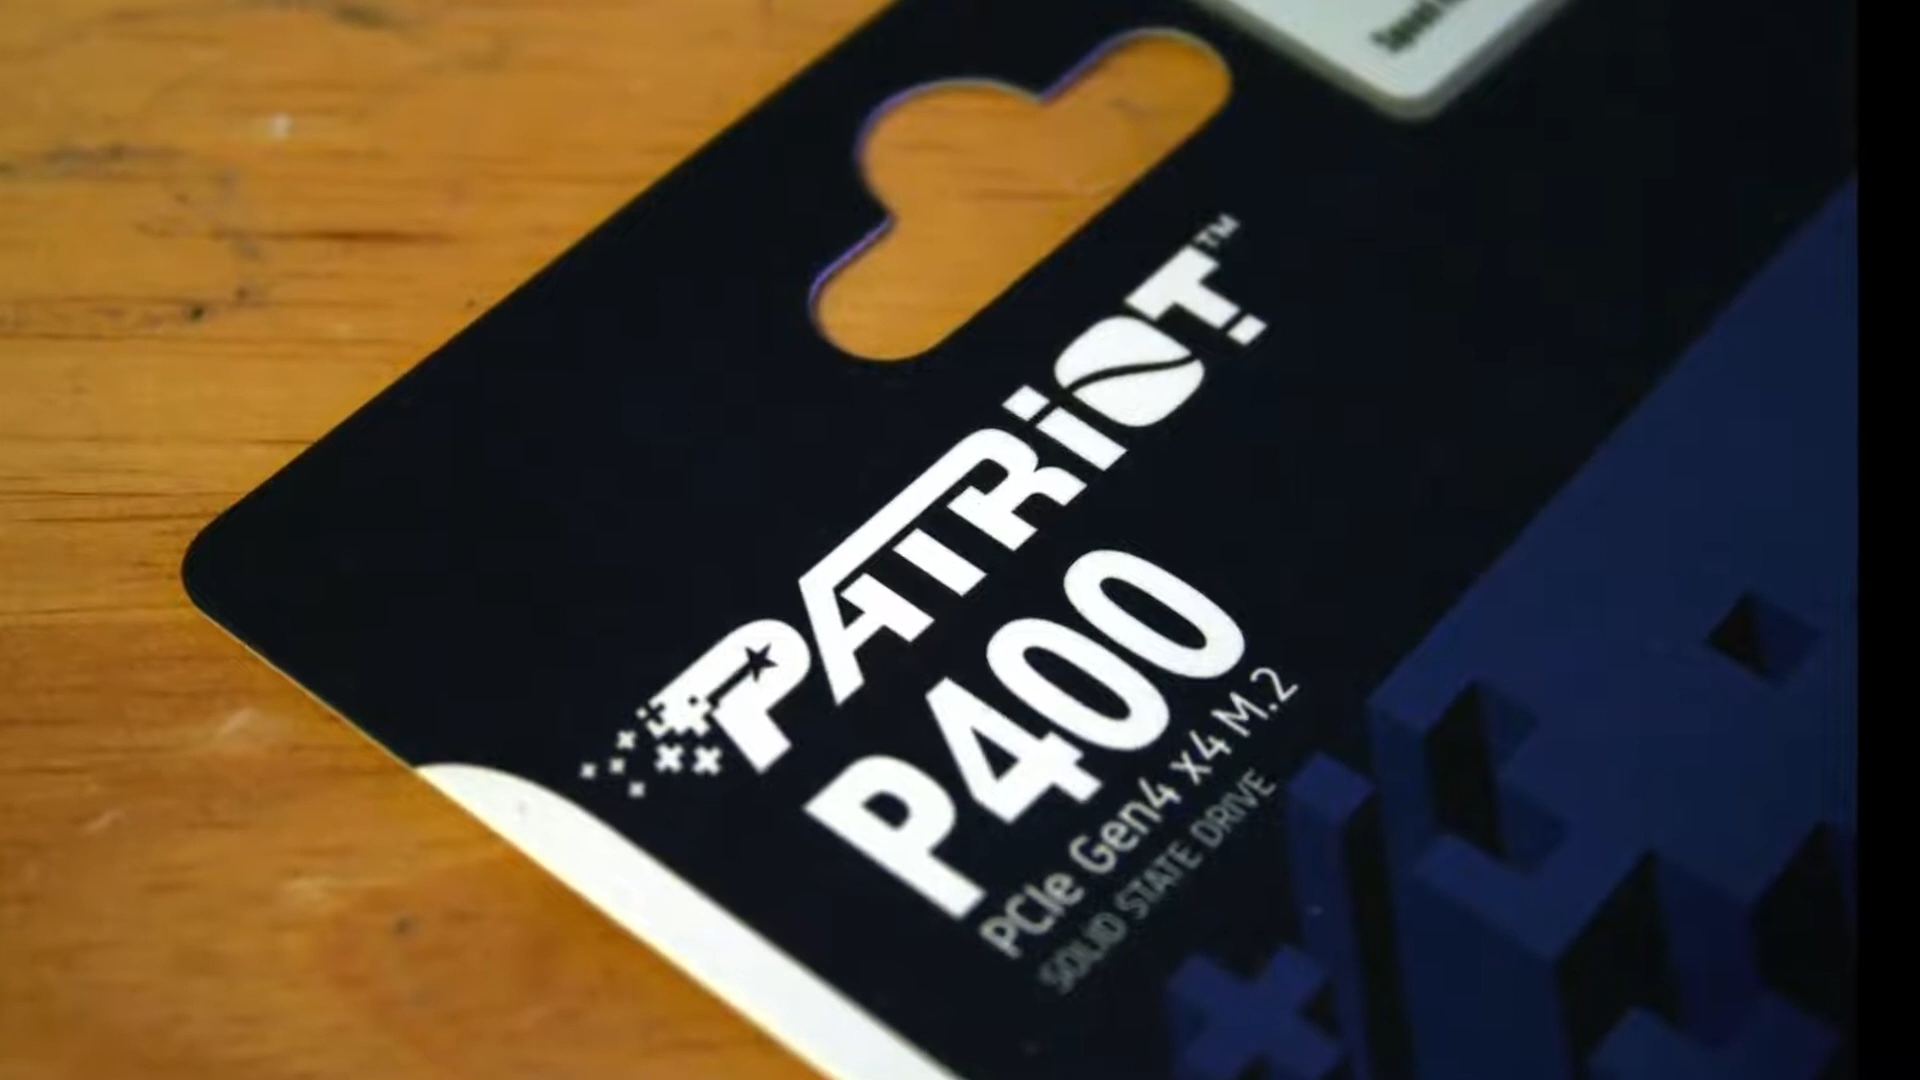 PATRiOT™
P400
PCIe Gen4 x4 M.2
SOLID STATE DRIVE